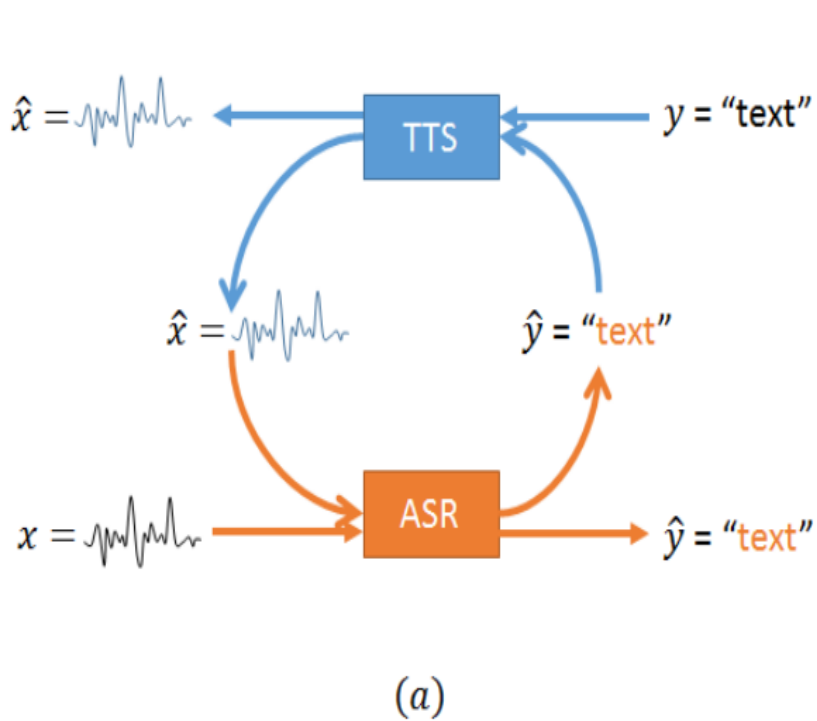 x̂ =
TTS
y = “text”
x̂ =
ŷ = “text”
x =
ASR
ŷ = “text”
(a)